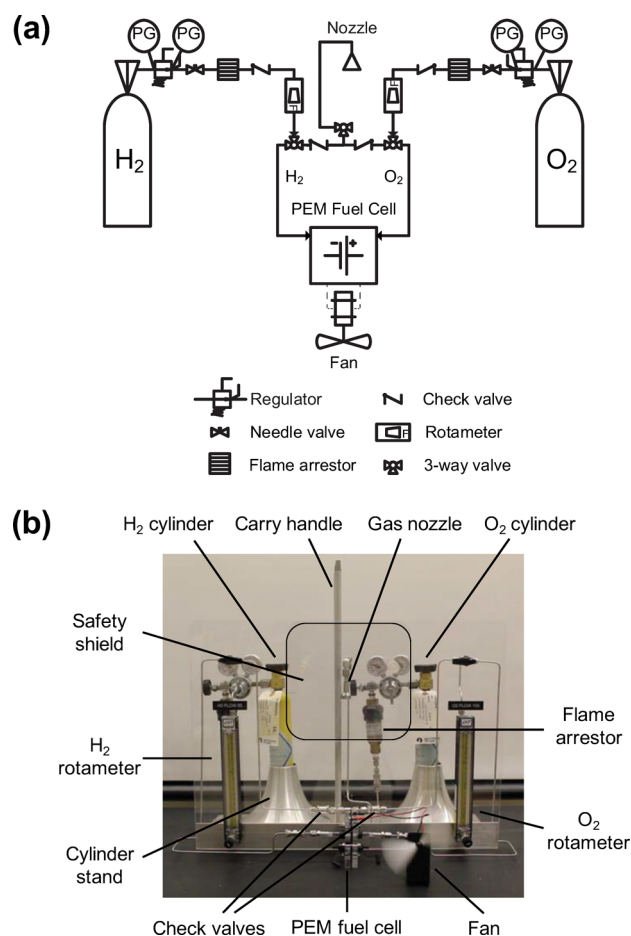 (a)
PG PG
Nozzle
PG PG
H2
O2
H2
O2
PEM Fuel Cell
- +
Fan
Regulator
Check valve
Needle valve
F
Rotameter
Flame arrestor
3-way valve
(b)
H2 cylinder
Carry handle
Gas nozzle
O2 cylinder
Safety
shield
H2
rotameter
Cylinder
stand
Flame
arrestor
O2
rotameter
Check valves
PEM fuel cell
Fan